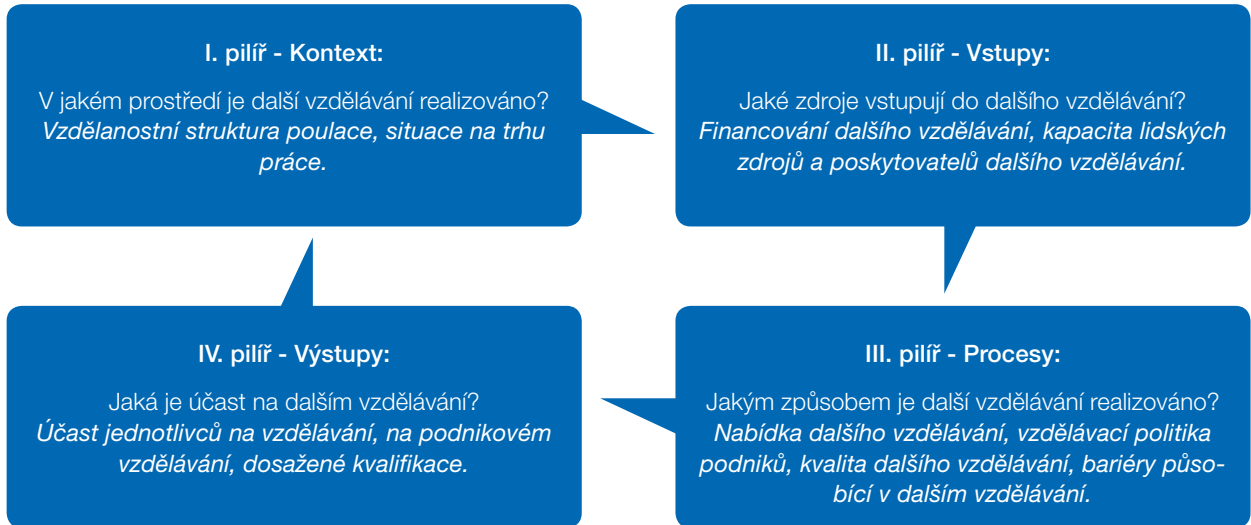 I. pilíř - Kontext:
V jakém prostředí je další vzdělávání realizováno?
Vzdělanostní struktura poulace, situace na trhu
práce.
II. pilíř - Vstupy:
Jaké zdroje vstupují do dalšího vzdělávání?
Financování dalšího vzdělávání, kapacita lidských
zdrojů a poskytovatelů dalšího vzdělávání.
IV. pilíř - Výstupy:
Jaká je účast na dalším vzdělávání?
Účast jednotlivců na vzdělávání, na podnikovém
vzdělávání, dosažené kvalifikace.
III. pilíř - Procesy:
Jakým způsobem je další vzdělávání realizováno?
Nabídka dalšího vzdělávání, vzdělávací politika
podniků, kvalita dalšího vzdělávání, bariéry půso-
bící v dalším vzdělávání.